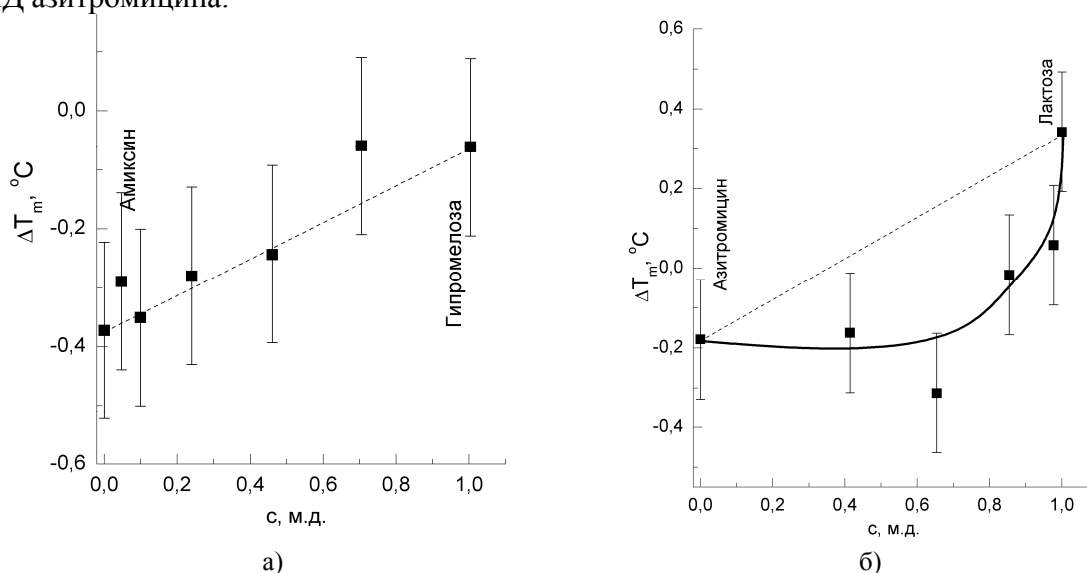 азитромицина.
0,0
-0,2
-0,4
-0,6
0,0 0,2 0,4 0,6 0,8 1,0
ΔTm, °C
с, м.д.
Амиксин
Гипромелоза
а)
0,6
0,4
0,2
0,0
-0,2
-0,4
0,0 0,2 0,4 0,6 0,8 1,0
ΔTm, °C
с, м.д.
Азитромицин
Лактоза
б)